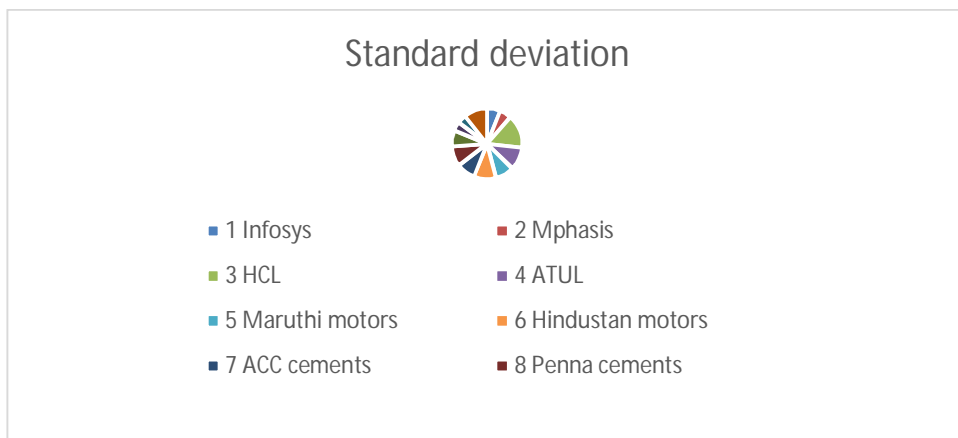 Standard deviation
1 Infosys 2 Mphasis
3 HCL 4 ATUL
5 Maruthi motors 6 Hindustan motors
7 ACC cements 8 Penna cements